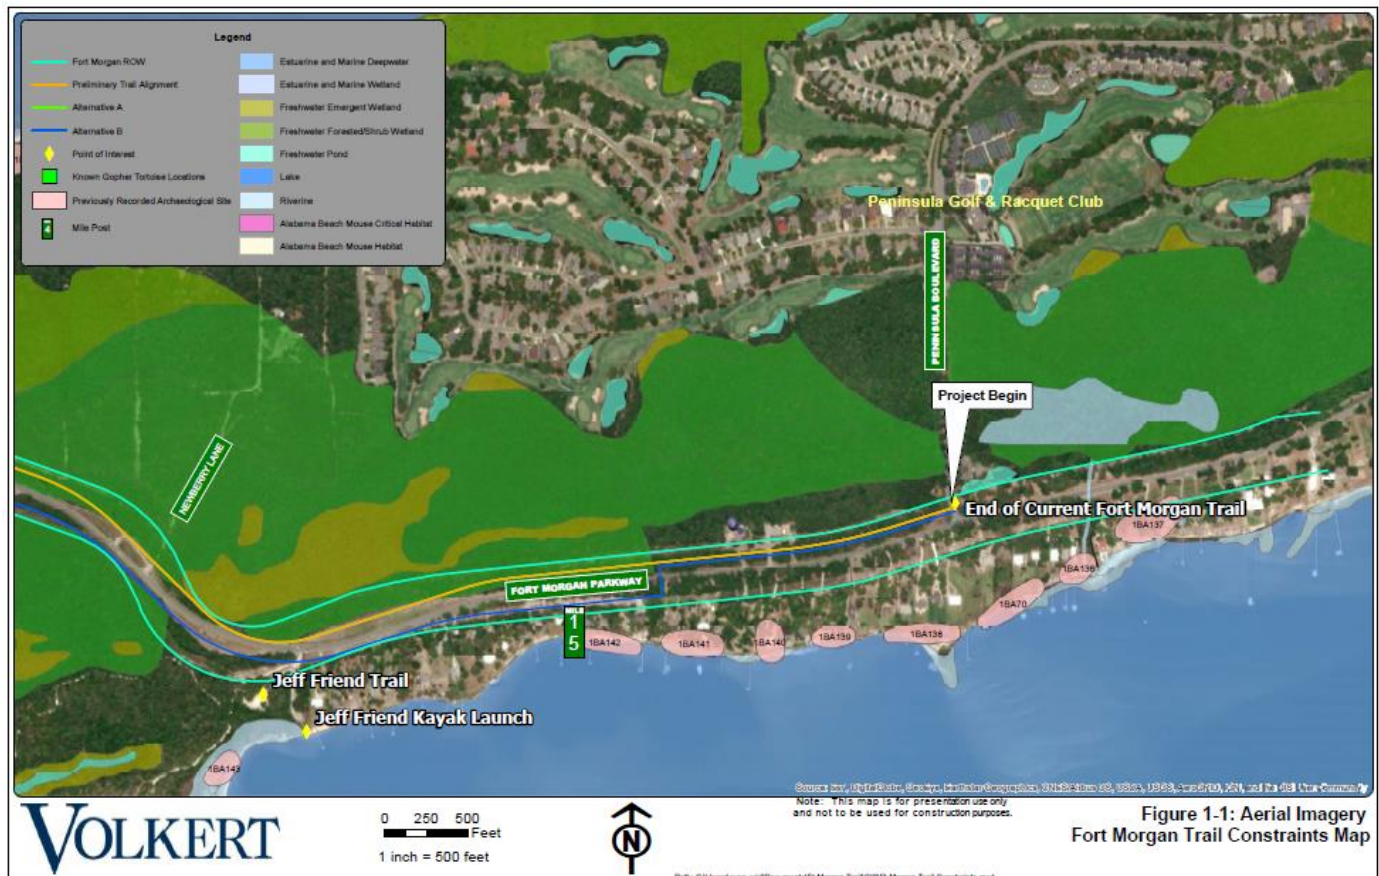 Legend
Fort Morgan ROW
Preliminary Trail Alignment
Alternative A
Alternative B
Point of Interest
Known Gopher Tortoise Locations
Previously Recorded Archaeological Site
4
Mile Post
Estuarine and Marine Deepwater
Estuarine and Marine Wetland
Freshwater Emergent Wetland
Freshwater Forested/Shrub Wetland
Freshwater Pond
Lake
Riverine
Alabama Beach Mouse Critical Habitat
Alabama Beach Mouse Habitat
Peninsula Golf & Racquet Club
PENINSULA BOULEVARD
Project Begin
NEWBERRY LANE
End of Current Fort Morgan Trail
1BA137
1BA136
FORT MORGAN PARKWAY
1BA70
MILE
1
5
1BA142
1BA141
1BA140
1BA139
1BA138
Jeff Friend Trail
Jeff Friend Kayak Launch
1BA143
VOLKERT
0 250 500
Feet
1 inch = 500 feet
N
Note: This map is for presentation use only
and not to be used for construction purposes.
Figure 1-1: Aerial Imagery
Fort Morgan Trail Constraints Map